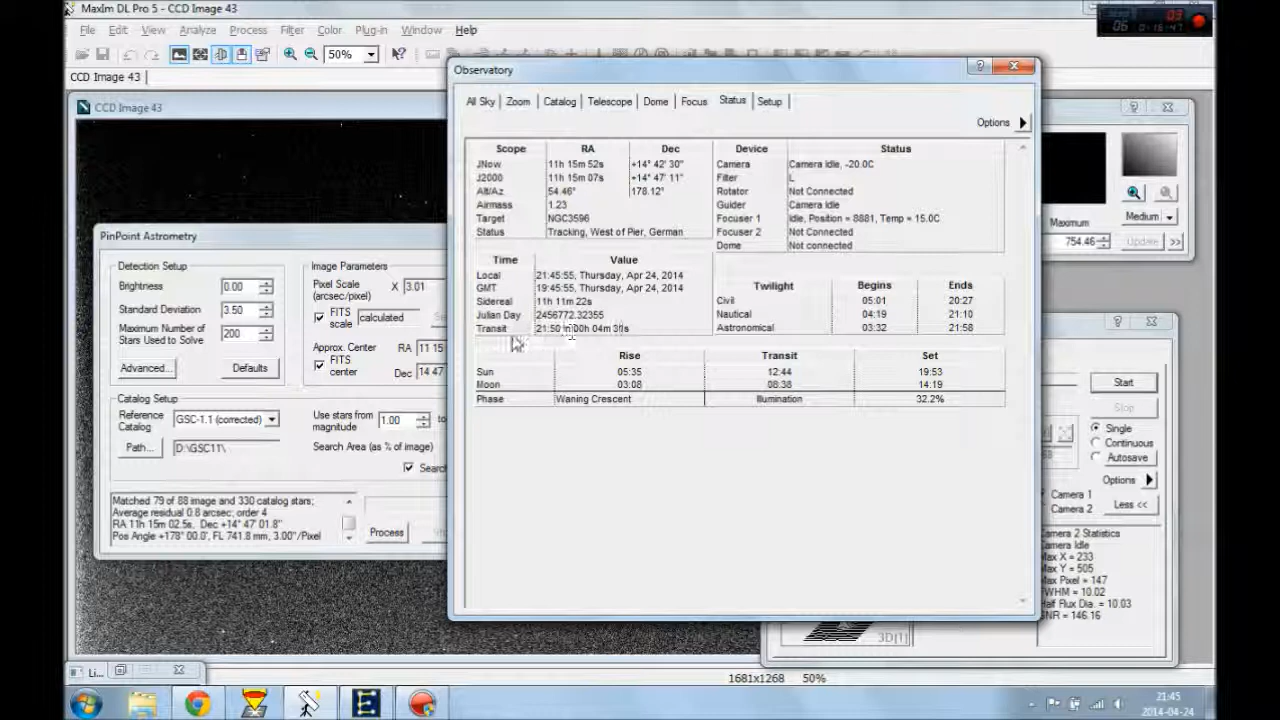 MaxIm DL Pro 5 - CCD Image 43
File Edit View Analyze Process Filter Color Plug-in Window Help
50%
CCD Image 43
CCD Image 43
Observatory
All Sky Zoom Catalog Telescope Dome Focus Status Setup
Options
Scope RA Dec
JNow 11h 15m 52s +14° 42' 30"
J2000 11h 15m 07s +14° 47' 11"
Alt/Az 54.46° 178.12°
Airmass 1.23
Target NGC3596
Status Tracking, West of Pier, German
Device Status
Camera Camera Idle, -20.0C
Filter L
Rotator Not Connected
Guider Camera Idle
Focuser 1 Idle, Position = 8881, Temp = 15.0C
Focuser 2 Not Connected
Dome Not connected
Time Value
Local 21:45:55, Thursday, Apr 24, 2014
GMT 19:45:55, Thursday, Apr 24, 2014
Sidereal 11h 11m 22s
Julian Day 2456772.32355
Transit 21:50 00h 04m
Twilight Begins Ends
Civil 05:01 20:27
Nautical 04:19 21:10
Astronomical 03:32 21:58
Rise Transit Set
Sun 05:35 12:44 19:53
Moon 03:08 08:38 14:19
Phase Waning Crescent Illumination 32.2%
PinPoint Astrometry
Detection Setup
Brightness 0.00
Standard Deviation 3.50
Maximum Number of Stars Used to Solve 200
Advanced... Defaults
Image Parameters
Pixel Scale (arcsec/pixel) X 3.01
FITS scale calculated
Approx. Center RA 11 15
FITS center Dec 14 47
Catalog Setup
Reference Catalog GSC-1.1 (corrected)
Path... D:\GSC11\
Use stars from magnitude 1.00 to
Search Area (as % of image)
Search
Matched 79 of 88 image and 330 catalog stars;
Average residual 0.8 arcsec; order 4
RA 11h 15m 02.5s, Dec +14° 47' 01.8"
Pos Angle +178° 00.0', FL 741.8 mm, 3.00"/Pixel
Process
Medium
Maximum
754.46 Update >>
Start
Stop
Single
Continuous
Autosave
Options
Camera 1
Camera 2
Less <<
Camera 2 Statistics
Camera Idle
Max X = 233
Max Y = 505
Max Pixel = 147
FWHM = 10.02
Half Flux Dia. = 10.03
SNR = 146.16
3D[1]
Li...
1681x1268 50%
21:45
2014-04-24